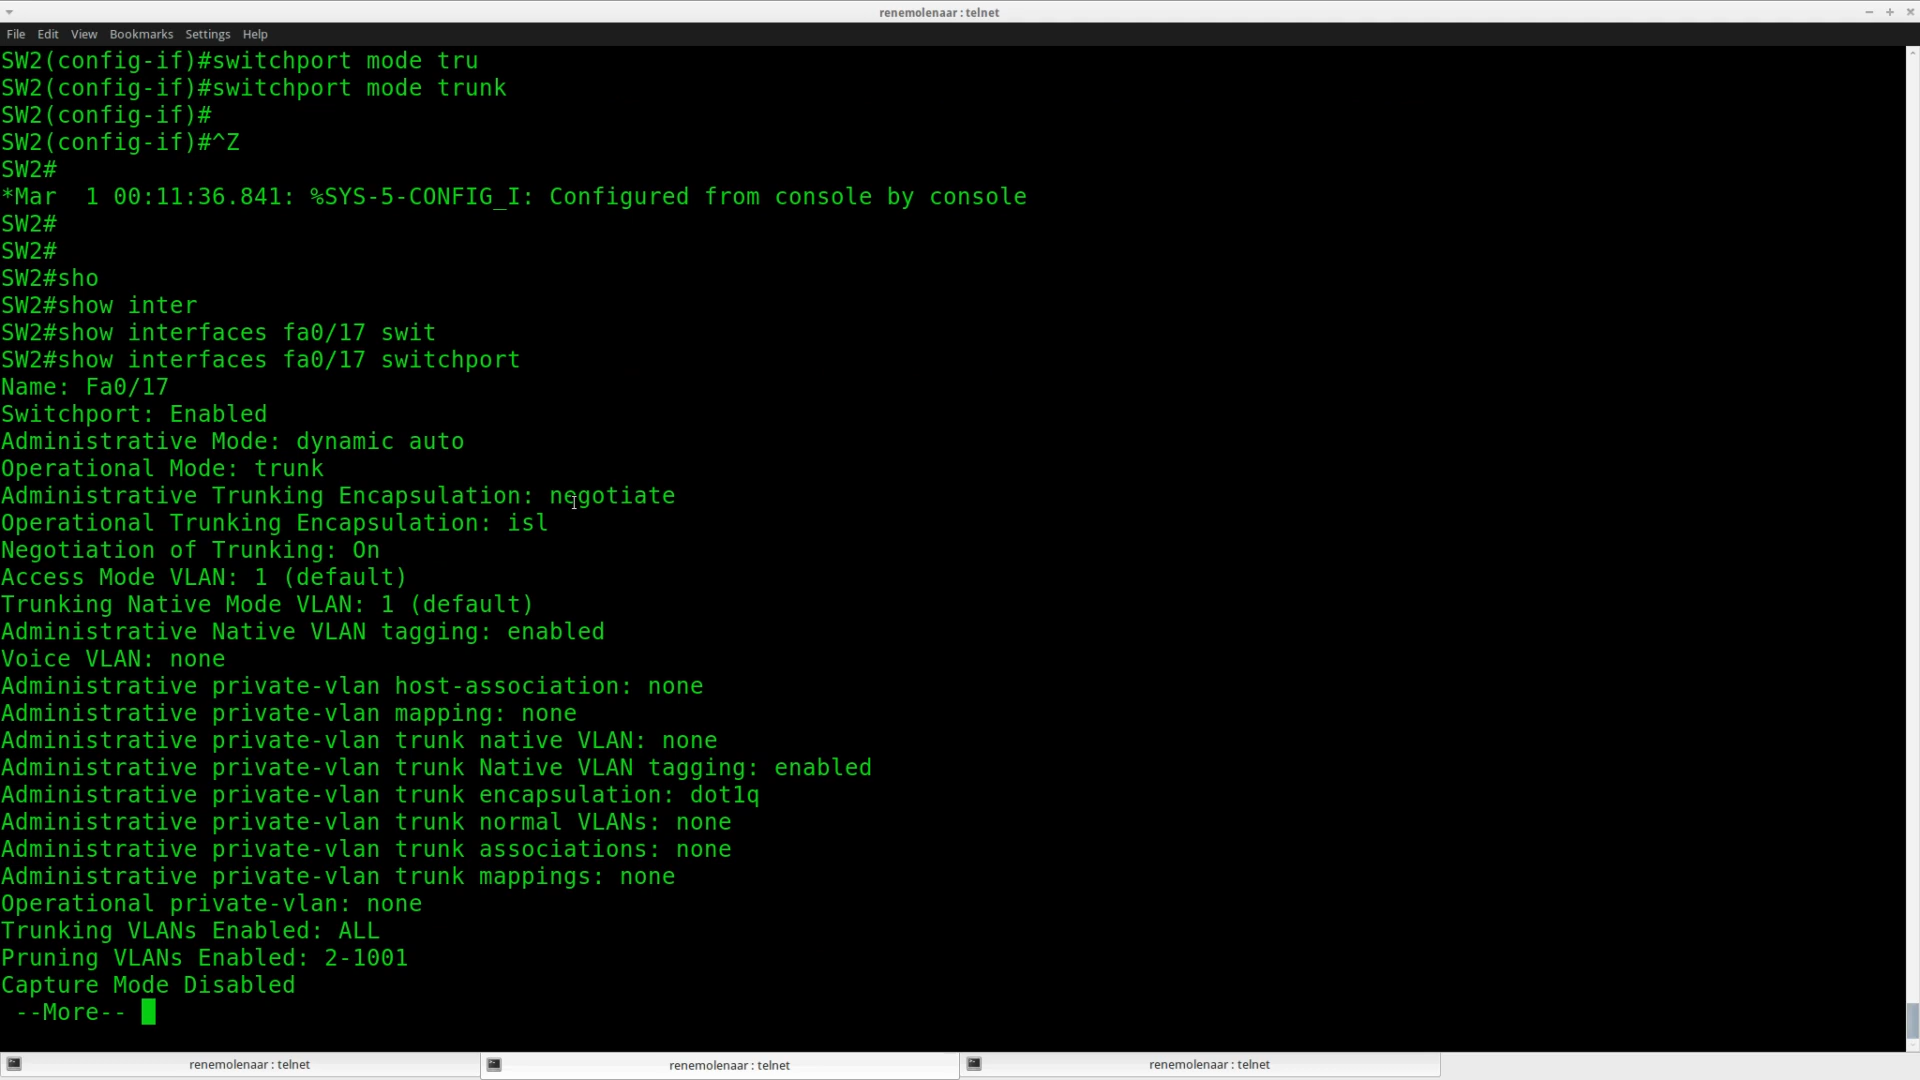 renemolenaar : telnet
File Edit View Bookmarks Settings Help
SW2(config-if)#switchport mode tru
SW2(config-if)#switchport mode trunk
SW2(config-if)#
SW2(config-if)#^Z
SW2#
*Mar  1 00:11:36.841: %SYS-5-CONFIG_I: Configured from console by console
SW2#
SW2#
SW2#sho
SW2#show inter
SW2#show interfaces fa0/17 swit
SW2#show interfaces fa0/17 switchport
Name: Fa0/17
Switchport: Enabled
Administrative Mode: dynamic auto
Operational Mode: trunk
Administrative Trunking Encapsulation: negotiate
Operational Trunking Encapsulation: isl
Negotiation of Trunking: On
Access Mode VLAN: 1 (default)
Trunking Native Mode VLAN: 1 (default)
Administrative Native VLAN tagging: enabled
Voice VLAN: none
Administrative private-vlan host-association: none
Administrative private-vlan mapping: none
Administrative private-vlan trunk native VLAN: none
Administrative private-vlan trunk Native VLAN tagging: enabled
Administrative private-vlan trunk encapsulation: dot1q
Administrative private-vlan trunk normal VLANs: none
Administrative private-vlan trunk associations: none
Administrative private-vlan trunk mappings: none
Operational private-vlan: none
Trunking VLANs Enabled: ALL
Pruning VLANs Enabled: 2-1001
Capture Mode Disabled
--More--
renemolenaar : telnet renemolenaar : telnet renemolenaar : telnet